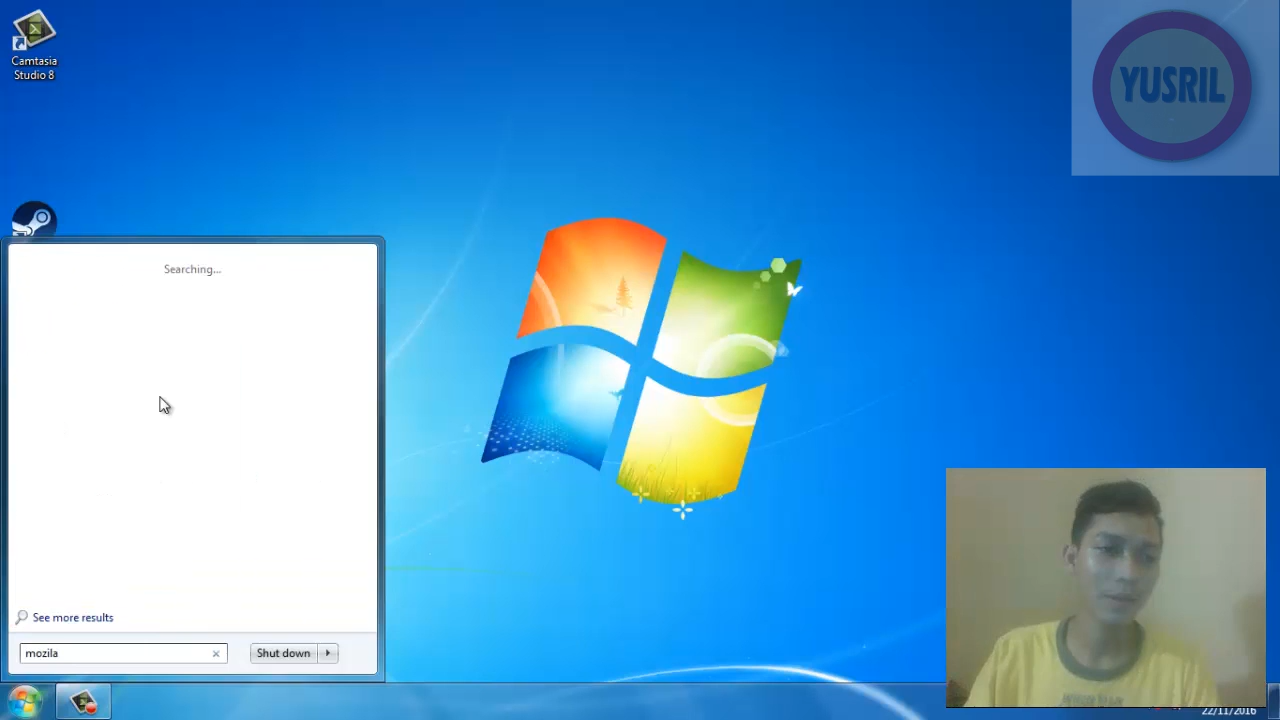 Camtasia
Studio 8
YUSRIL
Searching...
See more results
mozila
Shut down
22/11/2016